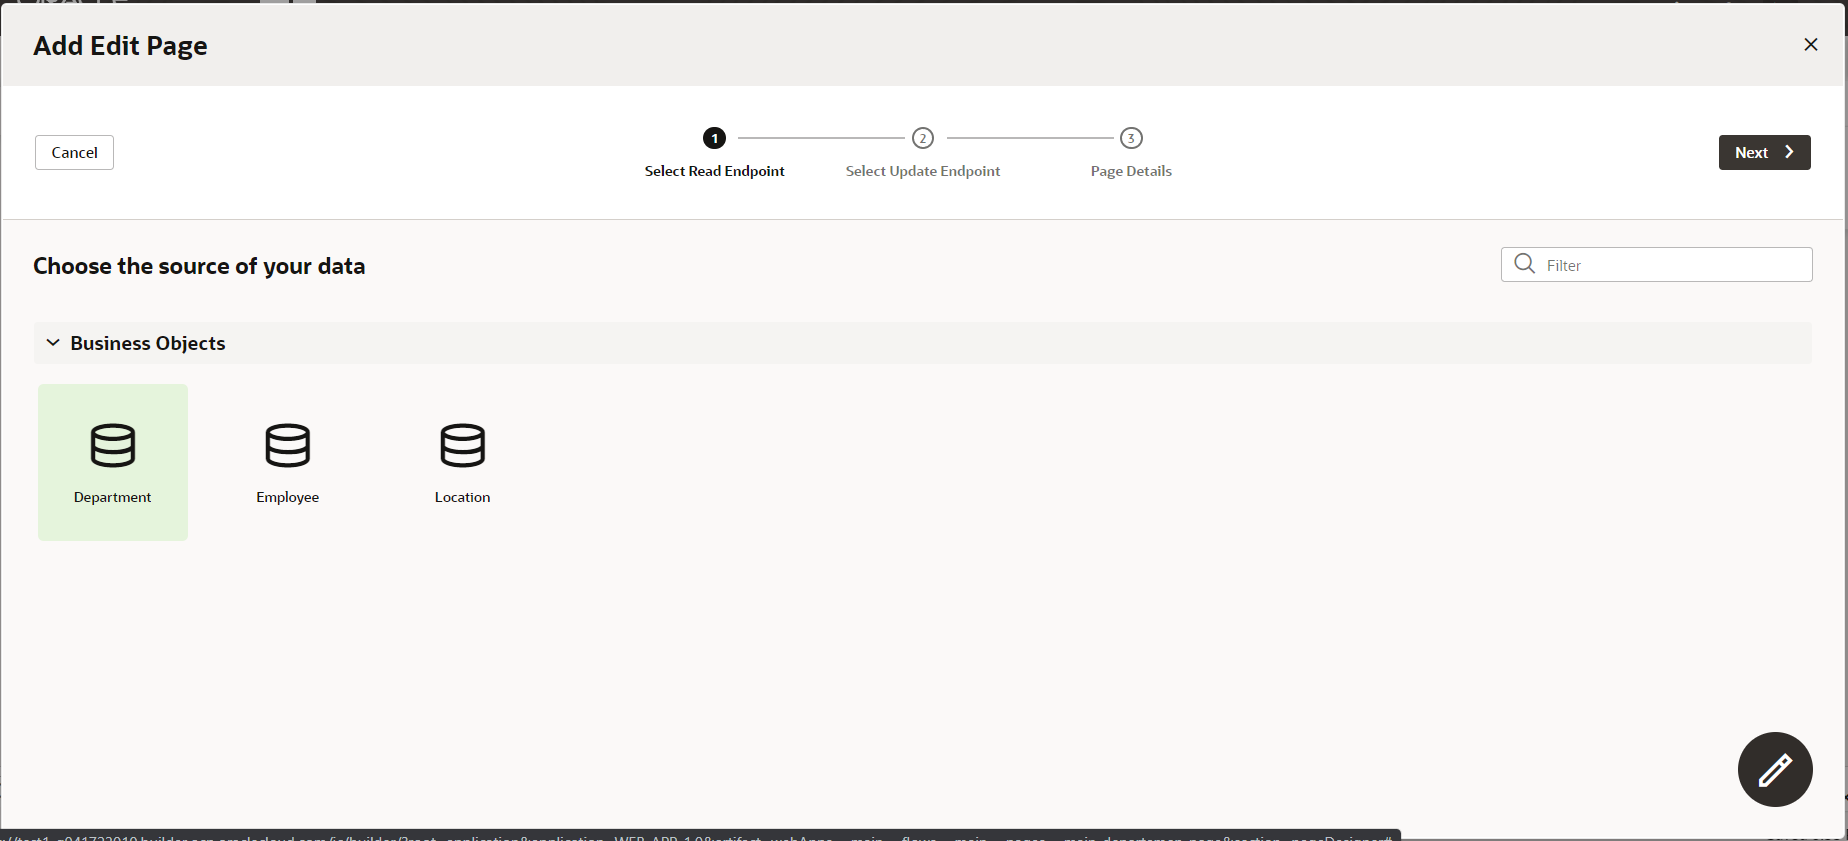 Add Edit Page
Cancel
1
2
3
Select Read Endpoint
Select Update Endpoint
Page Details
Next
Choose the source of your data
Filter
Business Objects
Department
Employee
Location